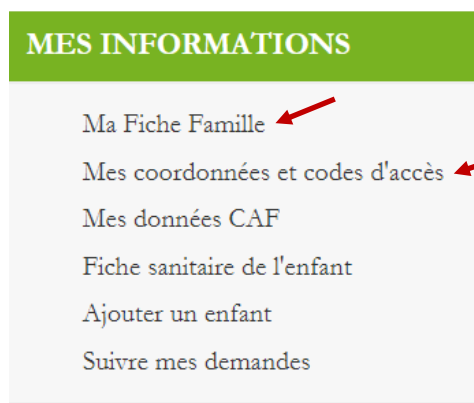 MES INFORMATIONS
Ma Fiche Famille
Mes coordonnées et codes d'accès
Mes données CAF
Fiche sanitaire de l'enfant
Ajouter un enfant
Suivre mes demandes